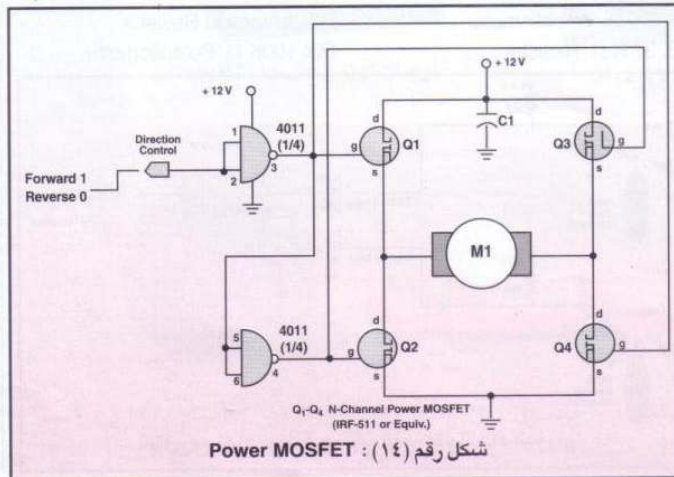 + 12 V
+ 12 V
Direction
Control
Forward 1
Reverse 0
1
2
3
4011
(1/4)
d
g
s
Q1
C1
d
g
s
Q3
M1
5
6
4
4011
(1/4)
d
g
s
Q2
d
g
s
Q4
Q1-Q4 N-Channel Power MOSFET
(IRF-511 or Equiv.)
شكل رقم (١٤) : Power MOSFET